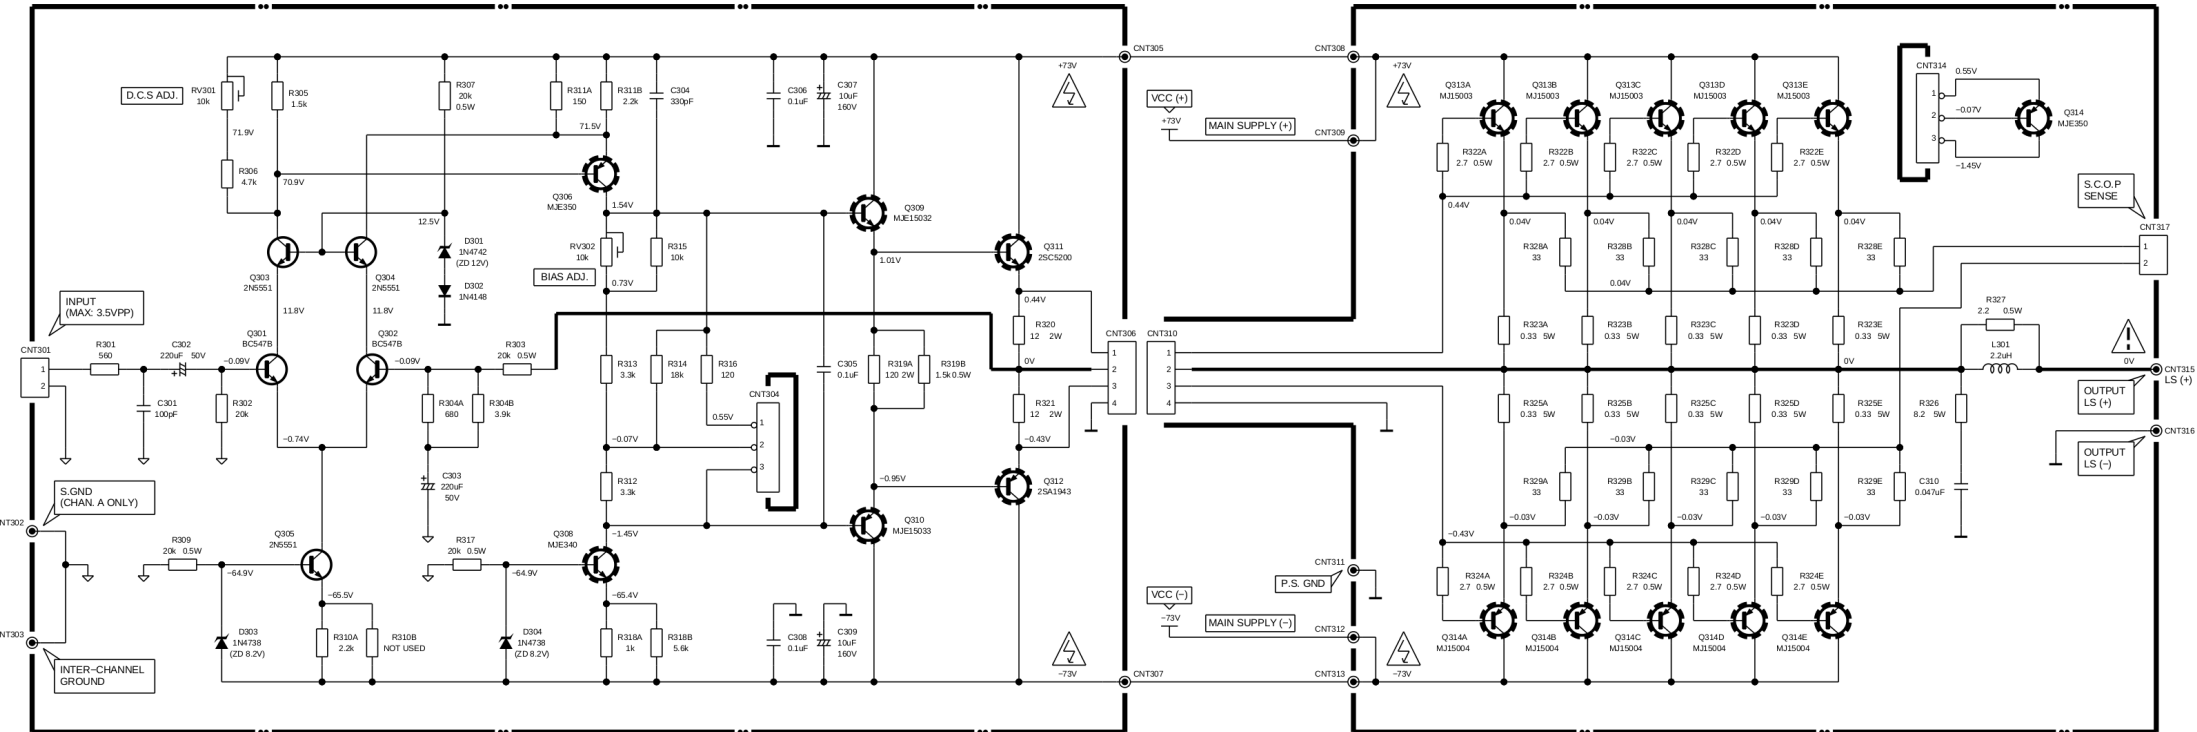 CNT305
CNT308
D.C.S ADJ.
RV301
10k
R305
1.5k
R307
20k
0.5W
R311A
150
R311B
2.2k
C304
330pF
C306
0.1uF
C307
10uF
160V
+73V
VCC (+)
+73V
MAIN SUPPLY (+)
CNT309
+73V
Q313A
MJ15003
Q313B
MJ15003
Q313C
MJ15003
Q313D
MJ15003
Q313E
MJ15003
CNT314
1
2
3
0.55V
−0.07V
−1.45V
Q314
MJE350
71.9V
71.5V
R306
4.7k
70.9V
Q306
MJE350
1.54V
12.5V
Q309
MJE15032
R322A
2.7 0.5W
R322B
2.7 0.5W
R322C
2.7 0.5W
R322D
2.7 0.5W
R322E
2.7 0.5W
0.44V
0.04V
0.04V
0.04V
0.04V
0.04V
S.C.O.P
SENSE
CNT317
1
2
Q303
2N5551
Q304
2N5551
D301
1N4742
(ZD 12V)
D302
1N4148
RV302
10k
R315
10k
BIAS ADJ.
0.73V
1.01V
Q311
2SC5200
0.44V
R328A
33
R328B
33
R328C
33
R328D
33
R328E
33
0.04V
INPUT
(MAX: 3.5VPP)
11.8V
11.8V
CNT301
1
2
R301
560
C302
220uF 50V
−0.09V
Q301
BC547B
Q302
BC547B
−0.09V
R303
20k 0.5W
R313
3.3k
R314
18k
R316
120
C305
0.1uF
R319A
120 2W
R319B
1.5k 0.5W
R320
12 2W
0V
CNT306
1
2
3
4
CNT310
1
2
3
4
R323A
0.33 5W
R323B
0.33 5W
R323C
0.33 5W
R323D
0.33 5W
R323E
0.33 5W
0V
R327
2.2 0.5W
L301
2.2uH
0V
CNT315
LS (+)
OUTPUT
LS (+)
C301
100pF
R302
20k
R304A
680
R304B
3.9k
CNT304
1
2
3
0.55V
−0.07V
−0.74V
R321
12 2W
−0.43V
R325A
0.33 5W
R325B
0.33 5W
R325C
0.33 5W
R325D
0.33 5W
R325E
0.33 5W
R326
8.2 5W
CNT316
OUTPUT
LS (−)
−0.03V
C303
220uF
50V
R312
3.3k
−1.45V
−0.95V
Q312
2SA1943
Q310
MJE15033
R329A
33
R329B
33
R329C
33
R329D
33
R329E
33
C310
0.047uF
−0.03V
−0.03V
−0.03V
−0.03V
−0.03V
S.GND
(CHAN. A ONLY)
NT302
R309
20k 0.5W
−64.9V
Q305
2N5551
−65.5V
R317
20k 0.5W
−64.9V
Q308
MJE340
−65.4V
−0.43V
CNT311
P.S. GND
R324A
2.7 0.5W
R324B
2.7 0.5W
R324C
2.7 0.5W
R324D
2.7 0.5W
R324E
2.7 0.5W
NT303
INTER−CHANNEL
GROUND
D303
1N4738
(ZD 8.2V)
R310A
2.2k
R310B
NOT USED
D304
1N4738
(ZD 8.2V)
R318A
1k
R318B
5.6k
C308
0.1uF
C309
10uF
160V
−73V
VCC (−)
−73V
MAIN SUPPLY (−)
CNT312
−73V
Q314A
MJ15004
Q314B
MJ15004
Q314C
MJ15004
Q314D
MJ15004
Q314E
MJ15004
CNT307
CNT313